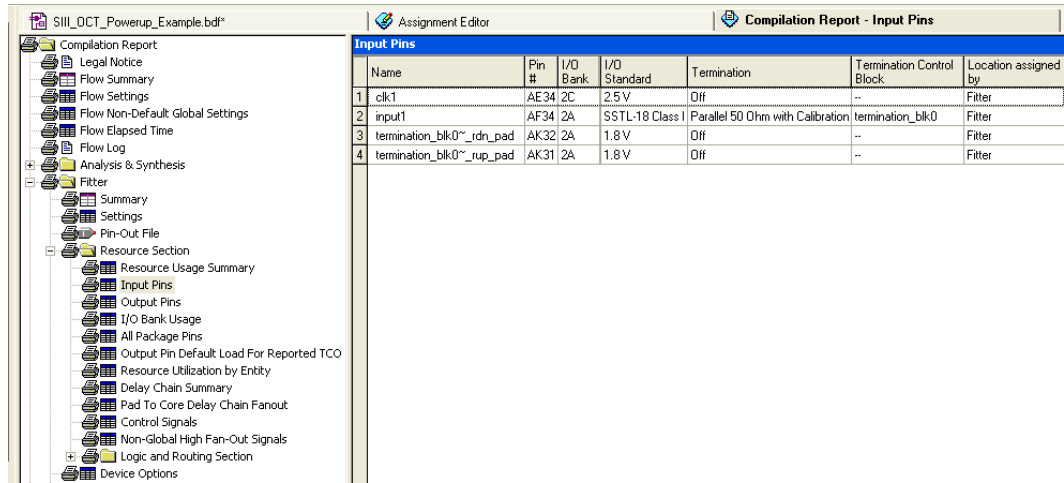 SIII_OCT_Powerup_Example.bdf*
Assignment Editor
Compilation Report - Input Pins
Compilation Report
Legal Notice
Flow Summary
Flow Settings
Flow Non-Default Global Settings
Flow Elapsed Time
Flow Log
Analysis & Synthesis
Fitter
Summary
Settings
Pin-Out File
Resource Section
Resource Usage Summary
Input Pins
Output Pins
I/O Bank Usage
All Package Pins
Output Pin Default Load For Reported TCO
Resource Utilization by Entity
Delay Chain Summary
Pad To Core Delay Chain Fanout
Control Signals
Non-Global High Fan-Out Signals
Logic and Routing Section
Device Options
Input Pins
Name Pin # I/O Bank I/O Standard Termination Termination Control Block Location assigned by
1 clk1 AE34 2C 2.5 V Off -- Fitter
2 input1 AF34 2A SSTL-18 Class I Parallel 50 Ohm with Calibration termination_blk0 Fitter
3 termination_blk0~_rdn_pad AK32 2A 1.8 V Off -- Fitter
4 termination_blk0~_rup_pad AK31 2A 1.8 V Off -- Fitter